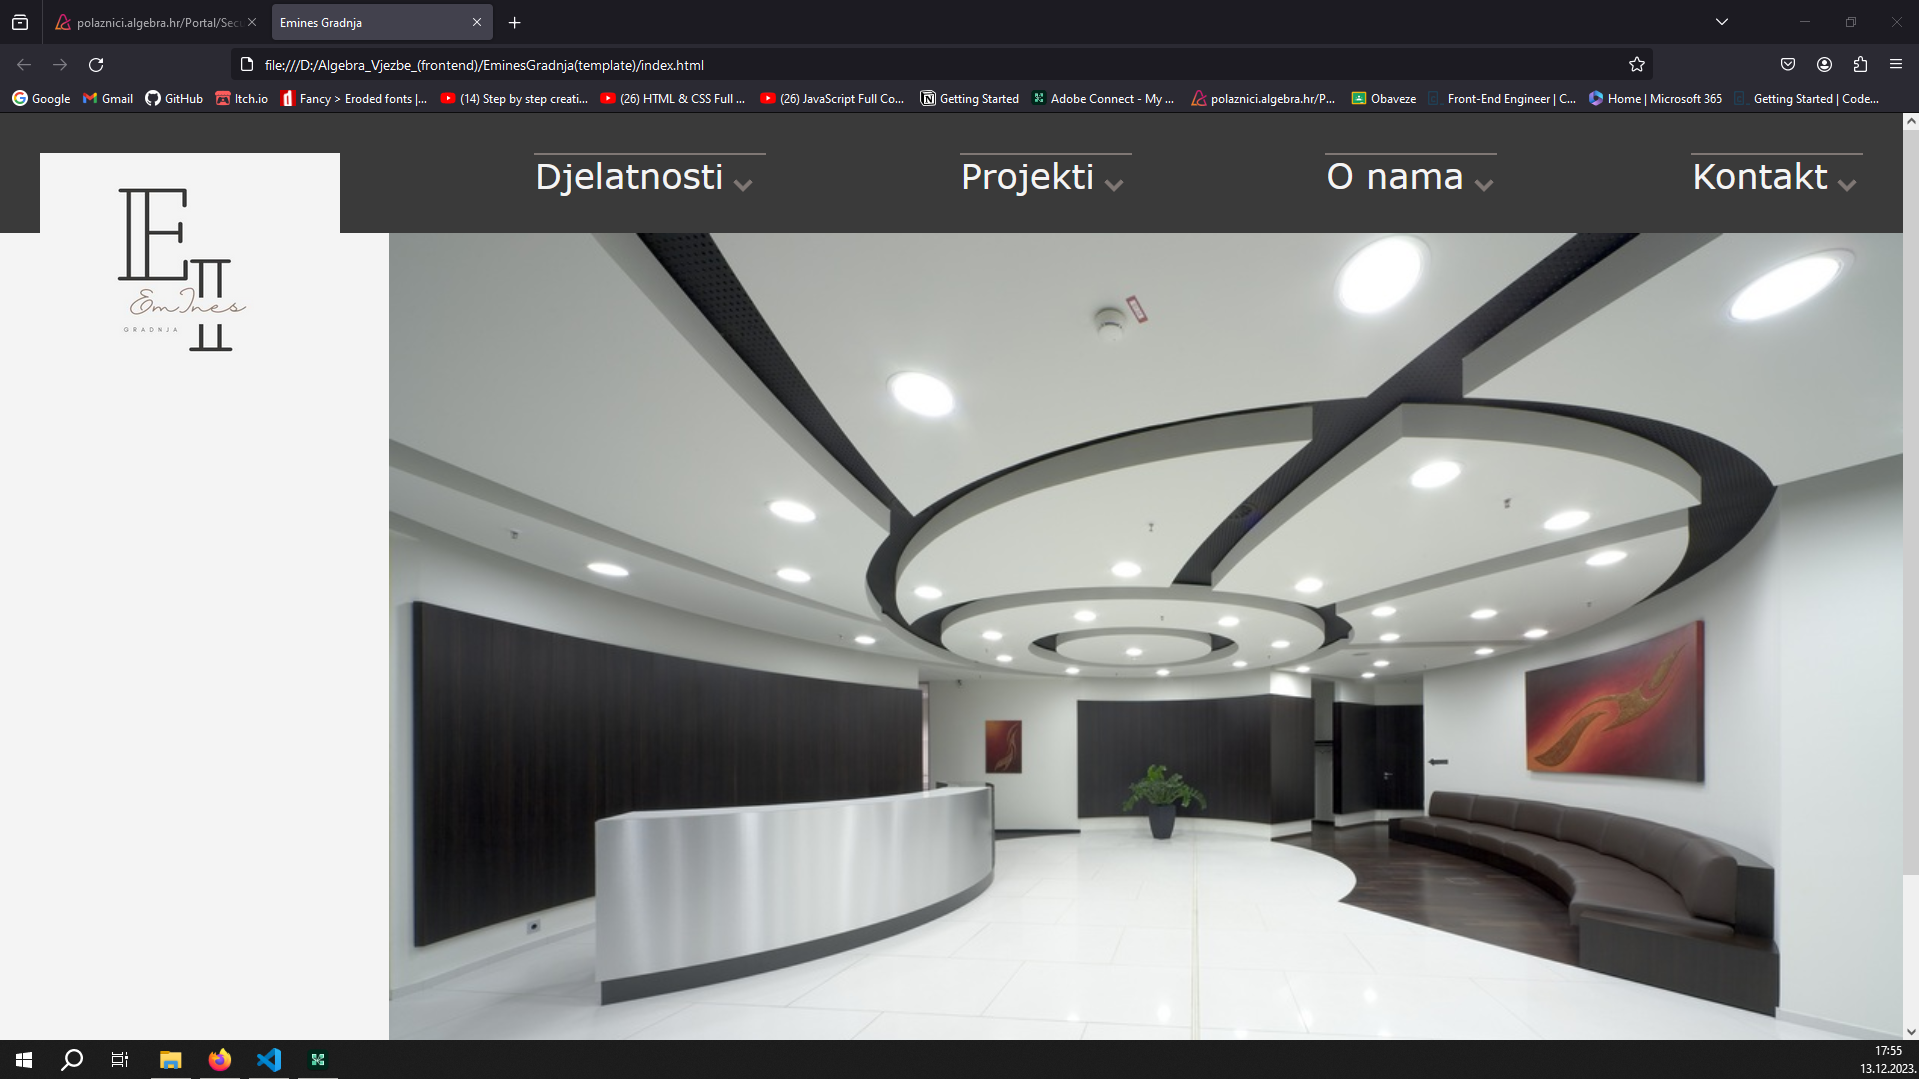 polaznici.algebra.hr/Portal/Secu
Emines Gradnja
file:///D:/Algebra_Vjezbe_(frontend)/EminesGradnja(template)/index.html
Google
Gmail
GitHub
Itch.io
Fancy > Eroded fonts |...
(14) Step by step creati...
(26) HTML & CSS Full ...
(26) JavaScript Full Co...
Getting Started
Adobe Connect - My ...
polaznici.algebra.hr/P...
Obaveze
Front-End Engineer | C...
Home | Microsoft 365
Getting Started | Code...
Djelatnosti
Projekti
O nama
Kontakt
E
EmInes
GRADNJA
17:55
13.12.2023.